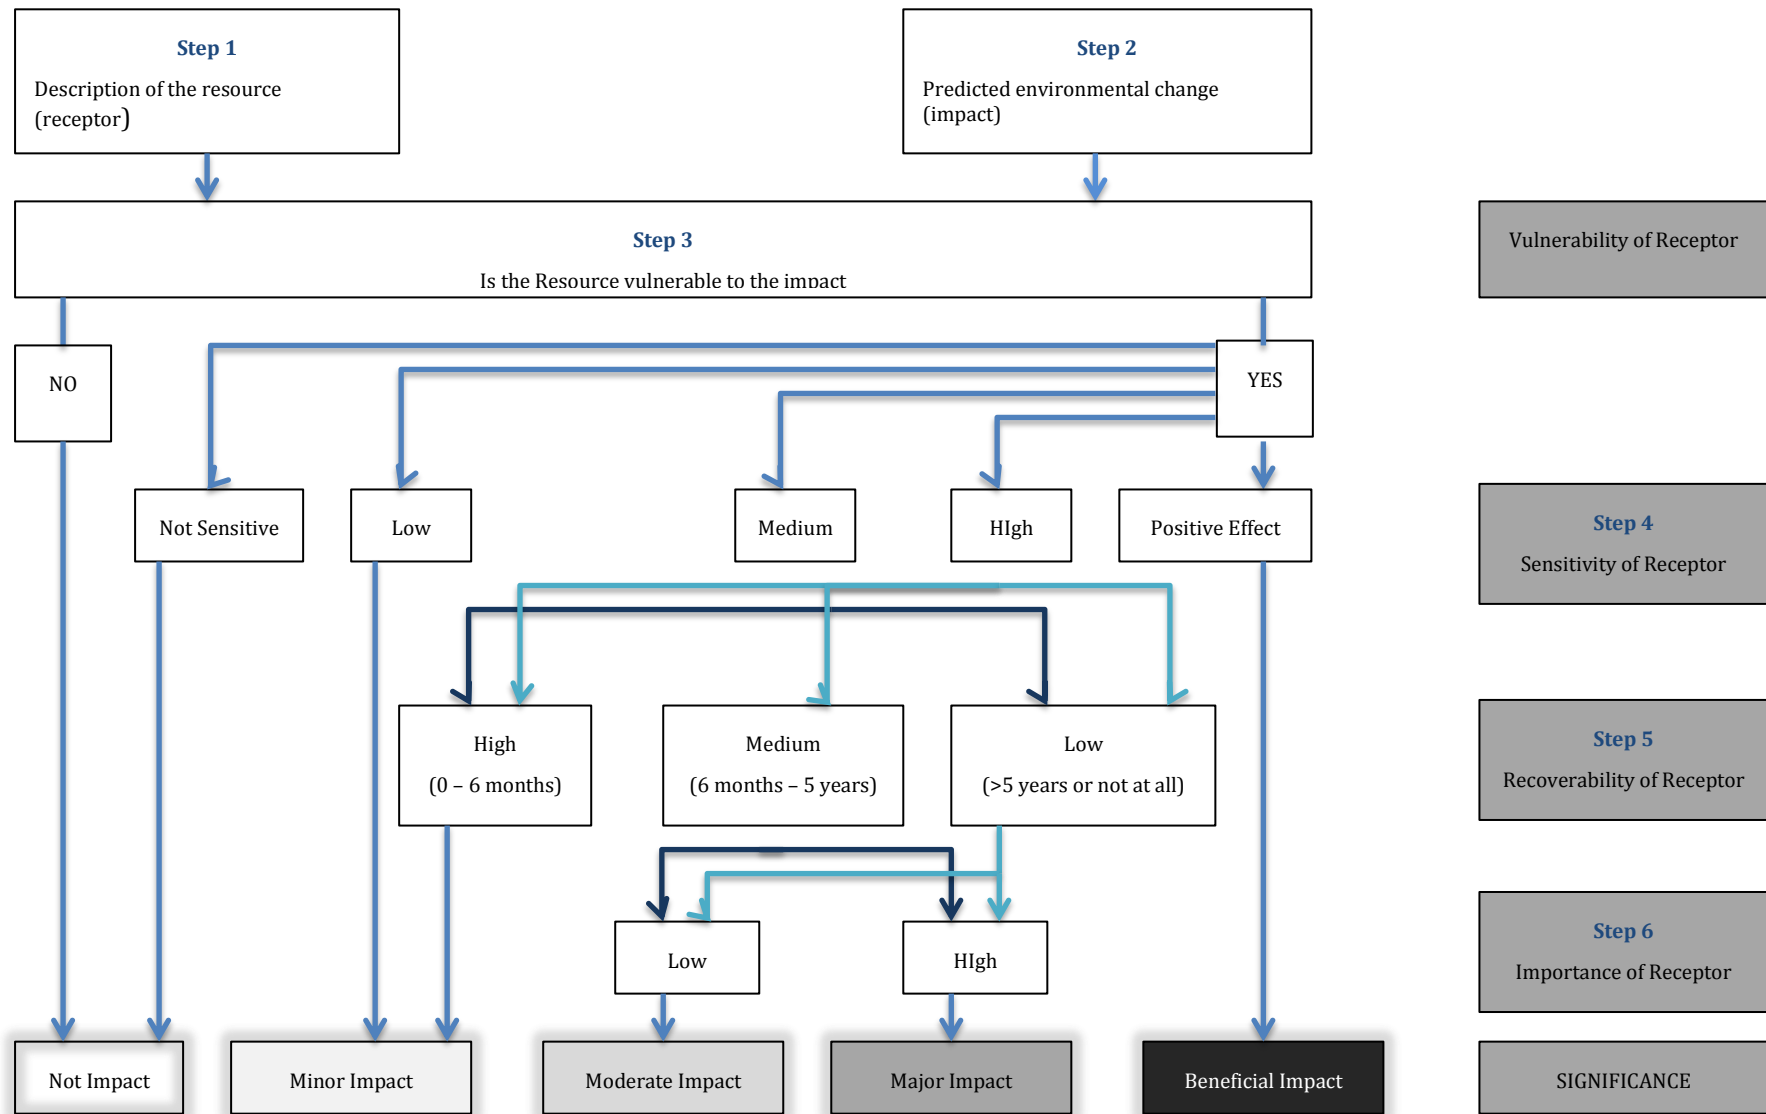 Step 1
Description of the resource
(receptor)
Step 2
Predicted environmental change
(impact)
Step 3
Is the Resource vulnerable to the impact
Vulnerability of Receptor
NO
YES
Not Sensitive
Low
Medium
HIgh
Positive Effect
Step 4
Sensitivity of Receptor
High
(0 – 6 months)
Medium
(6 months – 5 years)
Low
(>5 years or not at all)
Step 5
Recoverability of Receptor
Low
HIgh
Step 6
Importance of Receptor
Not Impact
Minor Impact
Moderate Impact
Major Impact
Beneficial Impact
SIGNIFICANCE